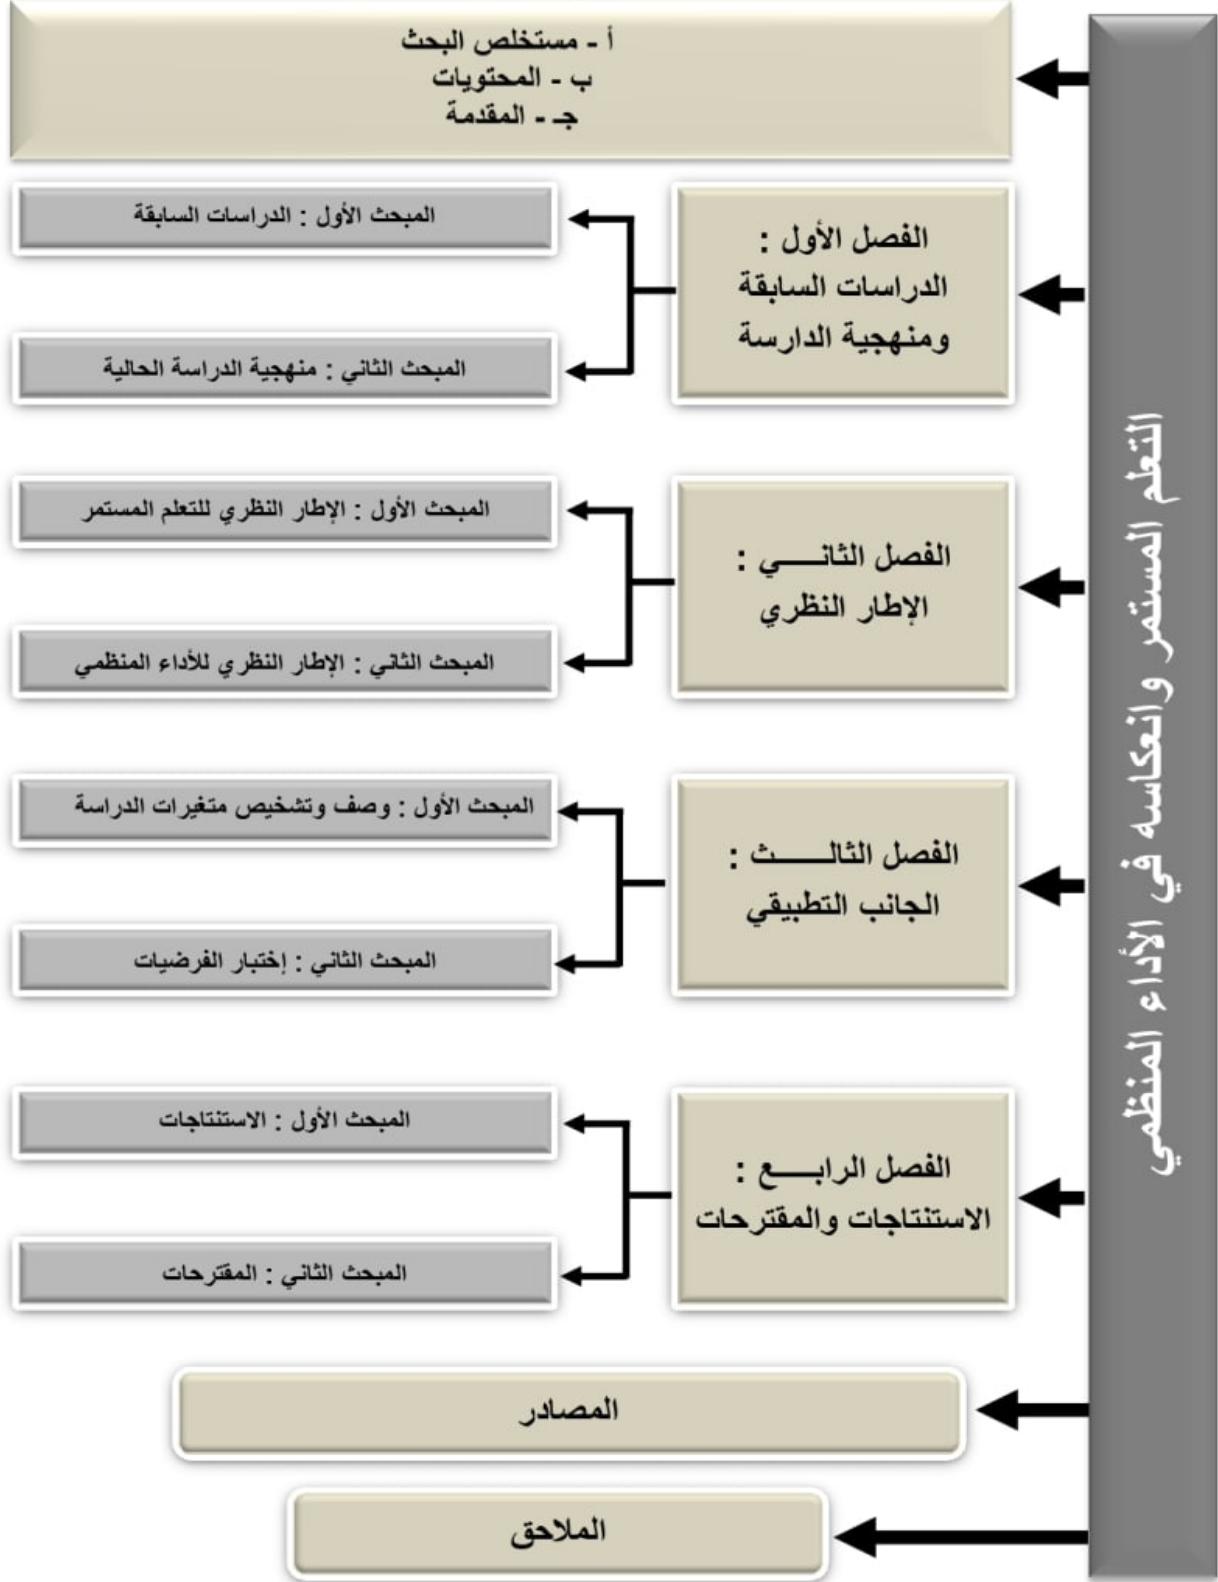 التعلم المستمر وانعكاسه في الأداء المنظمي
أ - مستخلص البحث
ب - المحتويات
جـ - المقدمة
الفصل الأول :
الدراسات السابقة
ومنهجية الدارسة
المبحث الأول : الدراسات السابقة
المبحث الثاني : منهجية الدراسة الحالية
الفصل الثانـــــي :
الإطار النظري
المبحث الأول : الإطار النظري للتعلم المستمر
المبحث الثاني : الإطار النظري للأداء المنظمي
الفصل الثالـــــــث :
الجانب التطبيقي
المبحث الأول : وصف وتشخيص متغيرات الدراسة
المبحث الثاني : إختبار الفرضيات
الفصل الرابـــــع :
الاستنتاجات والمقترحات
المبحث الأول : الاستنتاجات
المبحث الثاني : المقترحات
المصادر
الملاحق